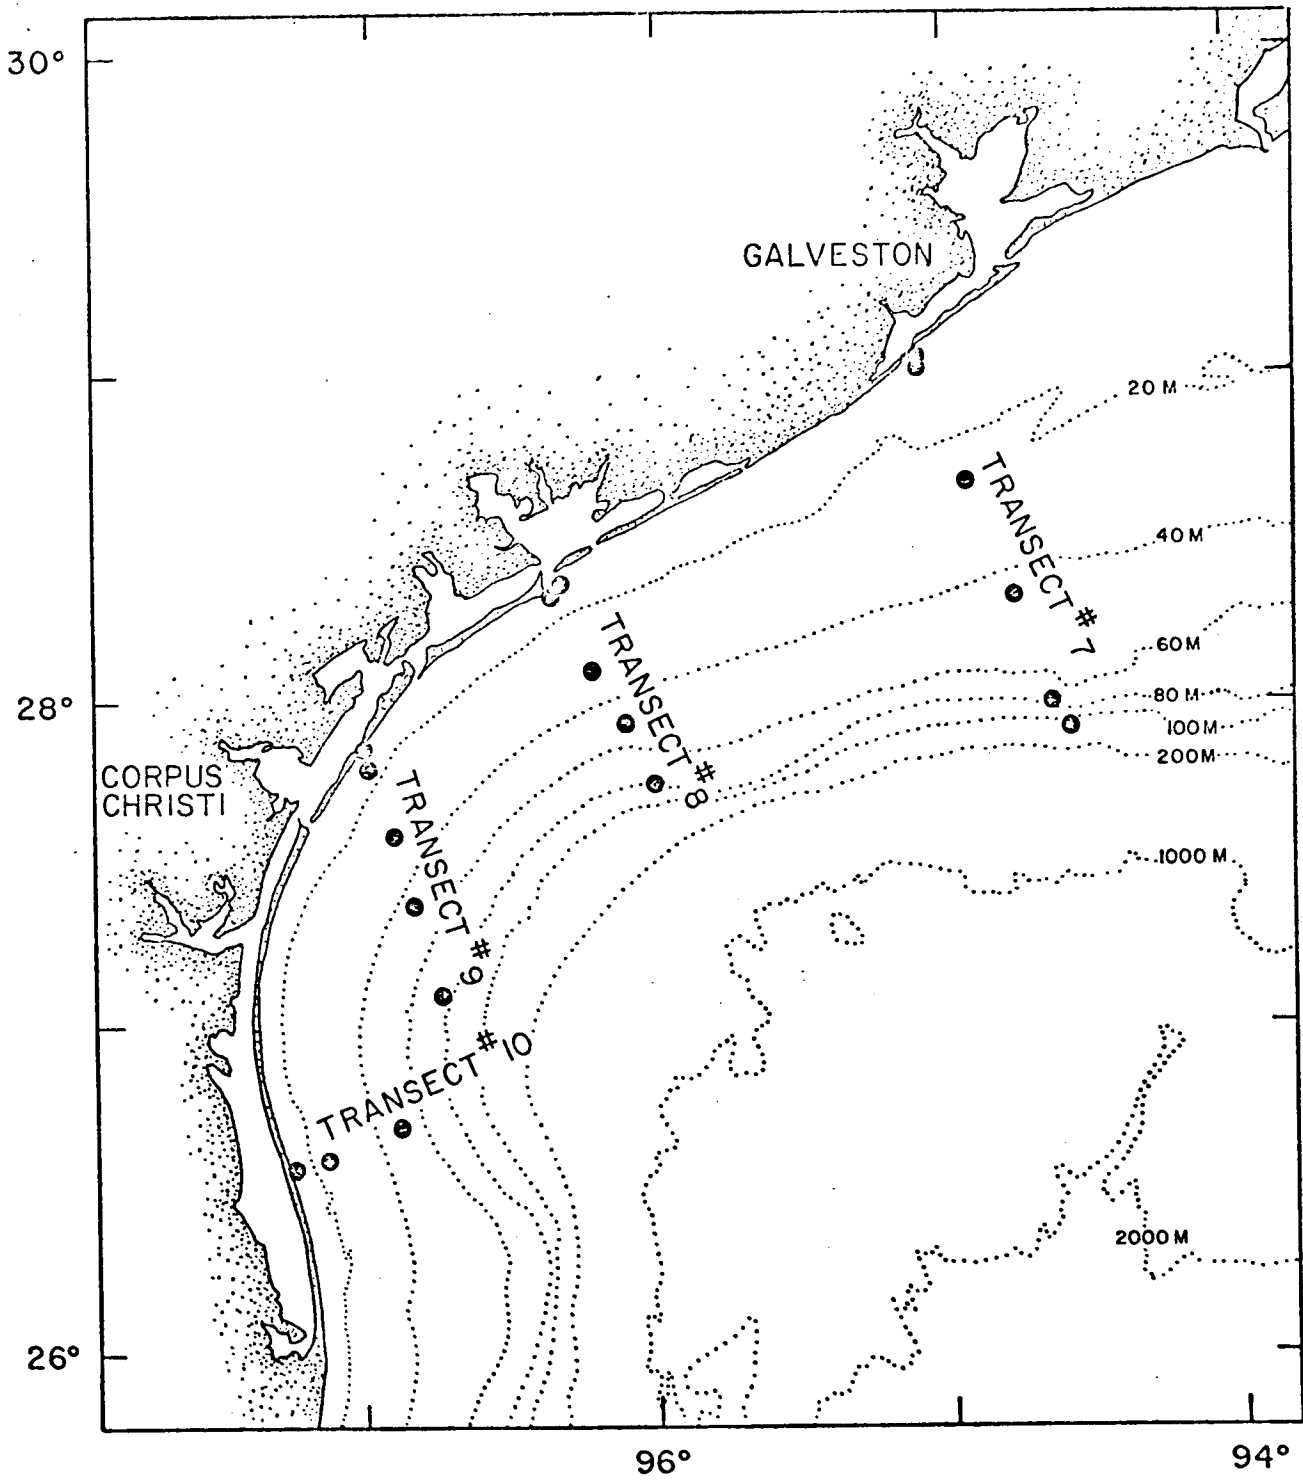 30°
GALVESTON
20 M
TRANSECT #7
40 M
60 M
TRANSECT #8
28°
80 M
100 M
200 M
CORPUS
CHRISTI
TRANSECT #9
1000 M
TRANSECT #10
2000 M
26°
96°
94°